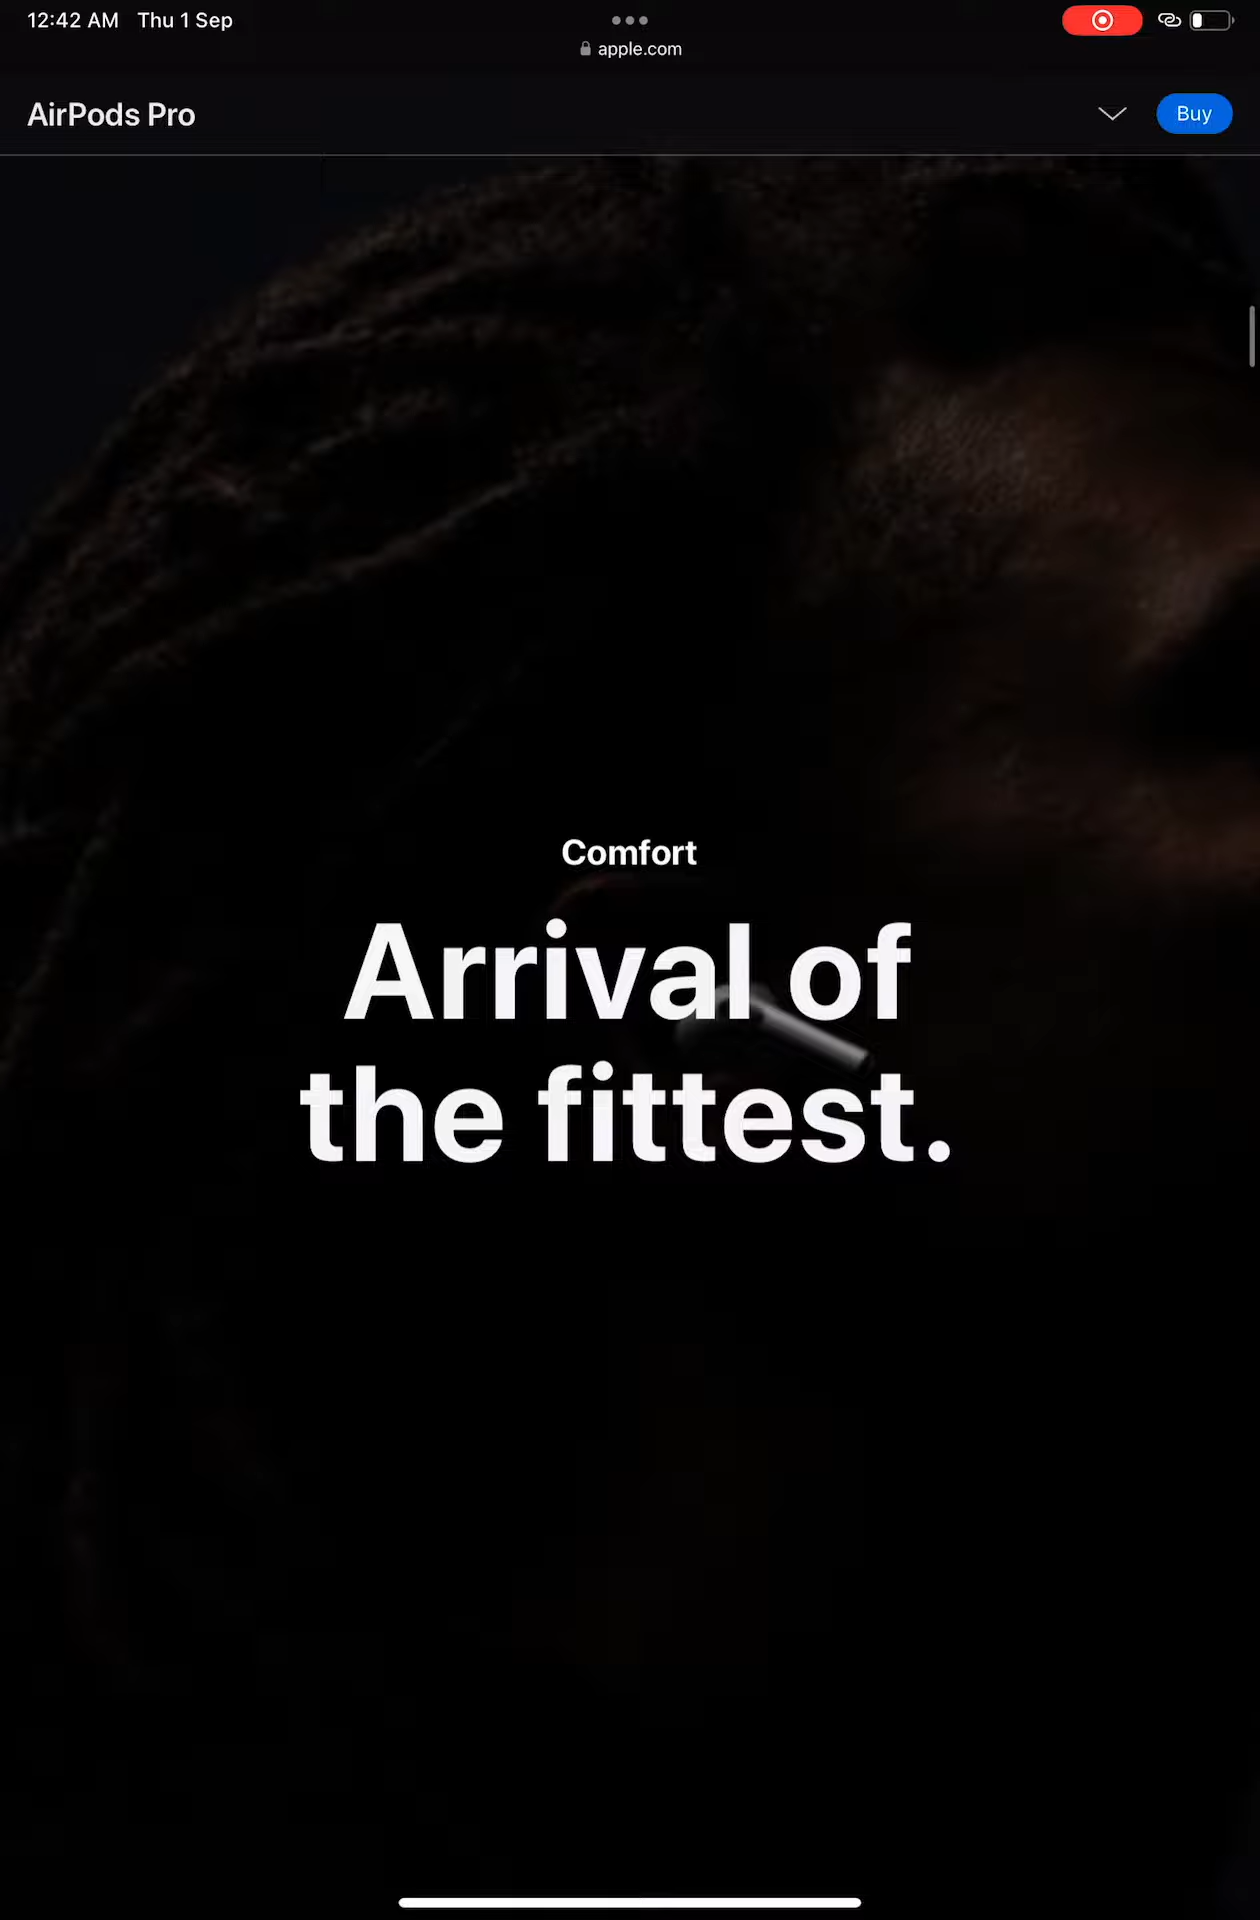 12:42 AM Thu 1 Sep
apple.com
AirPods Pro
Buy
Comfort
Arrival of
the fittest.